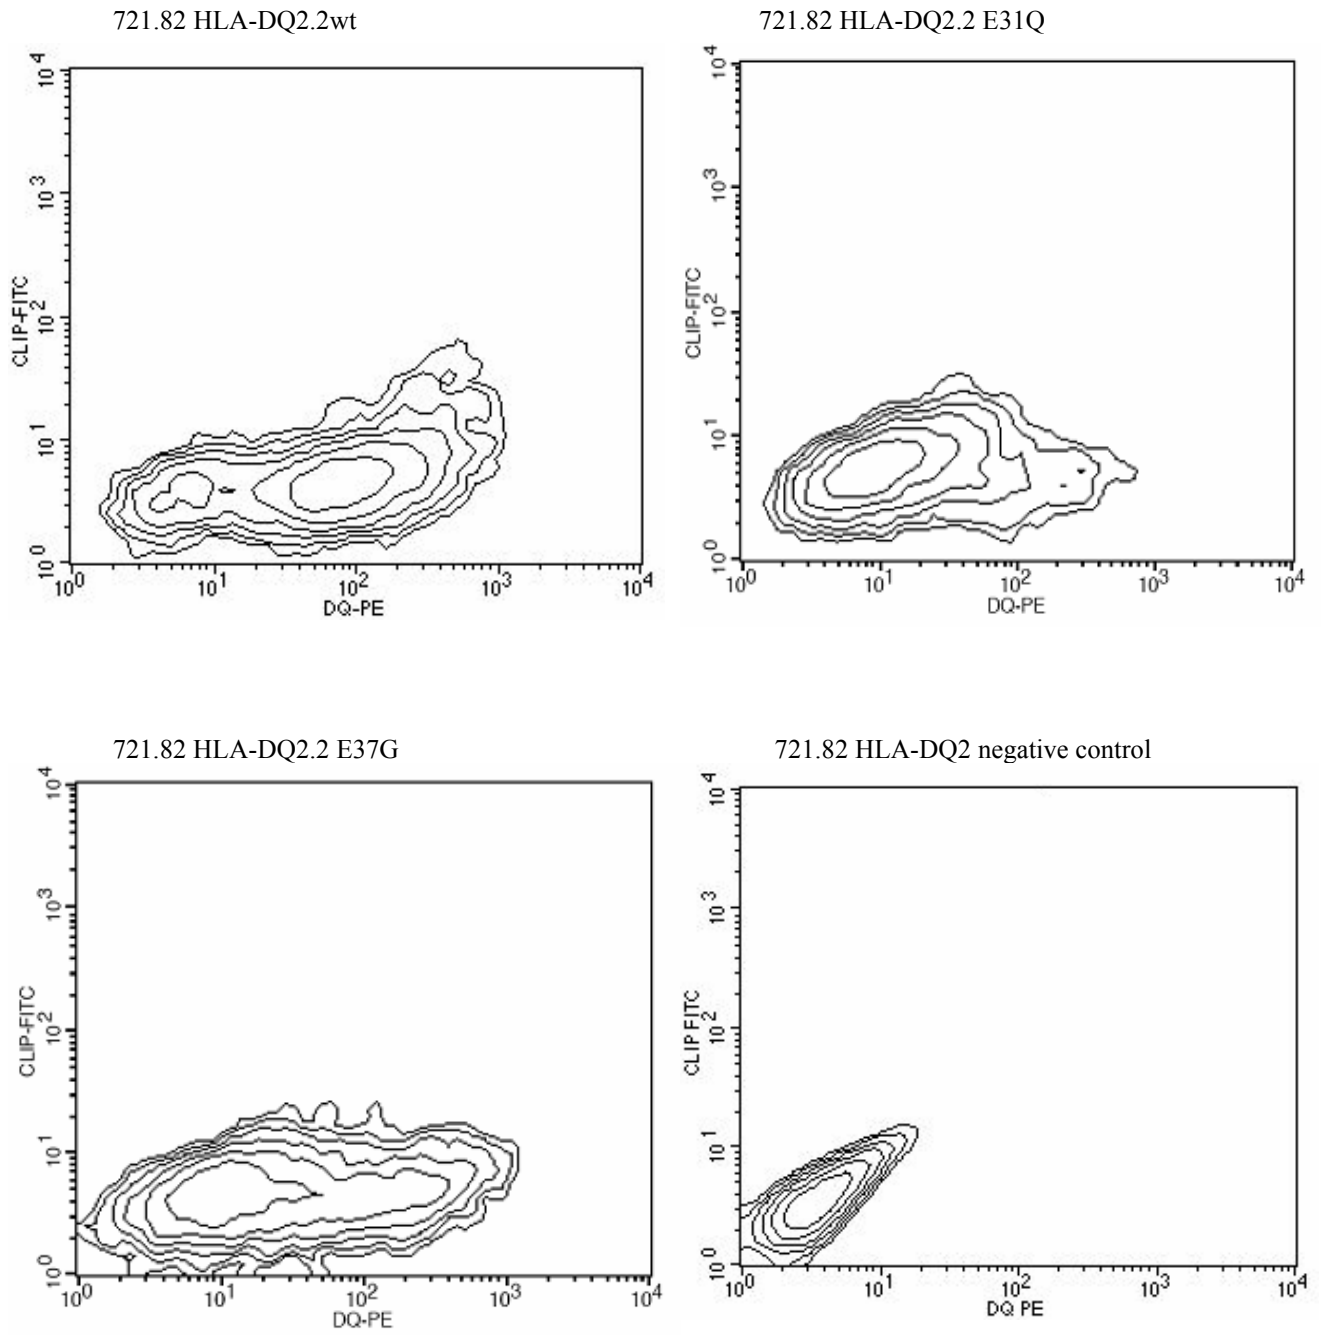 721.82 HLA-DQ2.2wt
10^4
10^3
10^2
10^1
10^0
CLIP-FITC
10^0 10^1 10^2 10^3 10^4
DQ-PE
721.82 HLA-DQ2.2 E31Q
10^4
10^3
10^2
10^1
10^0
CLIP-FITC
10^0 10^1 10^2 10^3 10^4
DQ-PE
721.82 HLA-DQ2.2 E37G
10^4
10^3
10^2
10^1
10^0
CLIP-FITC
10^0 10^1 10^2 10^3 10^4
DQ-PE
721.82 HLA-DQ2 negative control
10^4
10^3
10^2
10^1
10^0
CLIP FITC
10^0 10^1 10^2 10^3 10^4
DQ PE